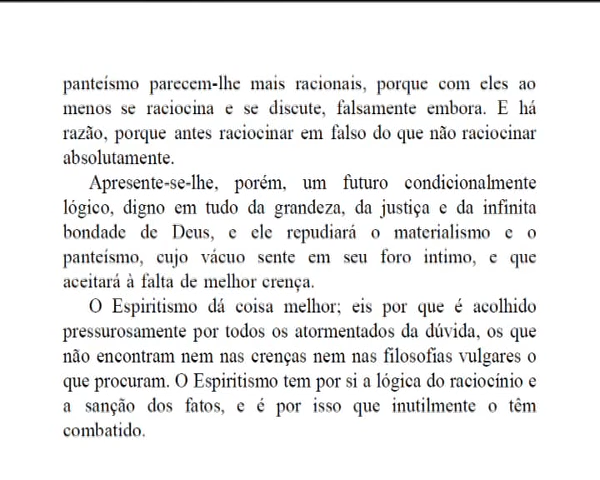 panteísmo parecem-lhe mais racionais, porque com eles ao
menos se raciocina e se discute, falsamente embora. E há
razão, porque antes raciocinar em falso do que não raciocinar
absolutamente.
Apresente-se-lhe, porém, um futuro condicionalmente
lógico, digno em tudo da grandeza, da justiça e da infinita
bondade de Deus, e ele repudiará o materialismo e o
panteísmo, cujo vácuo sente em seu foro intimo, e que
aceitará à falta de melhor crença.
O Espiritismo dá coisa melhor; eis por que é acolhido
pressurosamente por todos os atormentados da dúvida, os que
não encontram nem nas crenças nem nas filosofias vulgares o
que procuram. O Espiritismo tem por si a lógica do raciocínio e
a sanção dos fatos, e é por isso que inutilmente o têm
combatido.